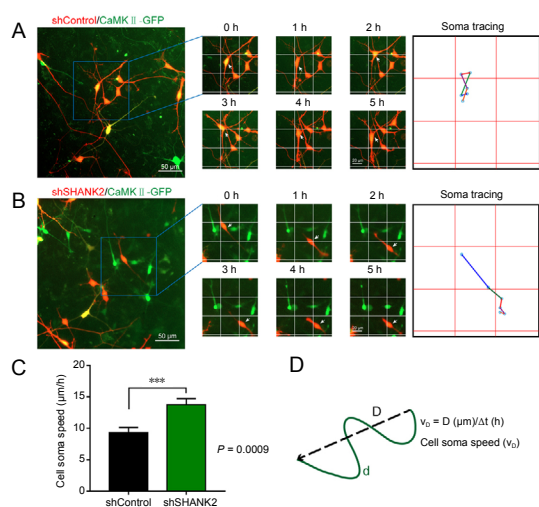 A
shControl/CaMK II-GFP
0 h
1 h
2 h
Soma tracing
3 h
4 h
5 h
50 μm
20 μm
B
shSHANK2/CaMK II-GFP
0 h
1 h
2 h
Soma tracing
3 h
4 h
5 h
50 μm
20 μm
C
Cell soma speed (μm/h)
20
15
10
5
0
***
P = 0.0009
shControl
shSHANK2
D
D
d
vD = D (μm)/Δt (h)
Cell soma speed (vD)